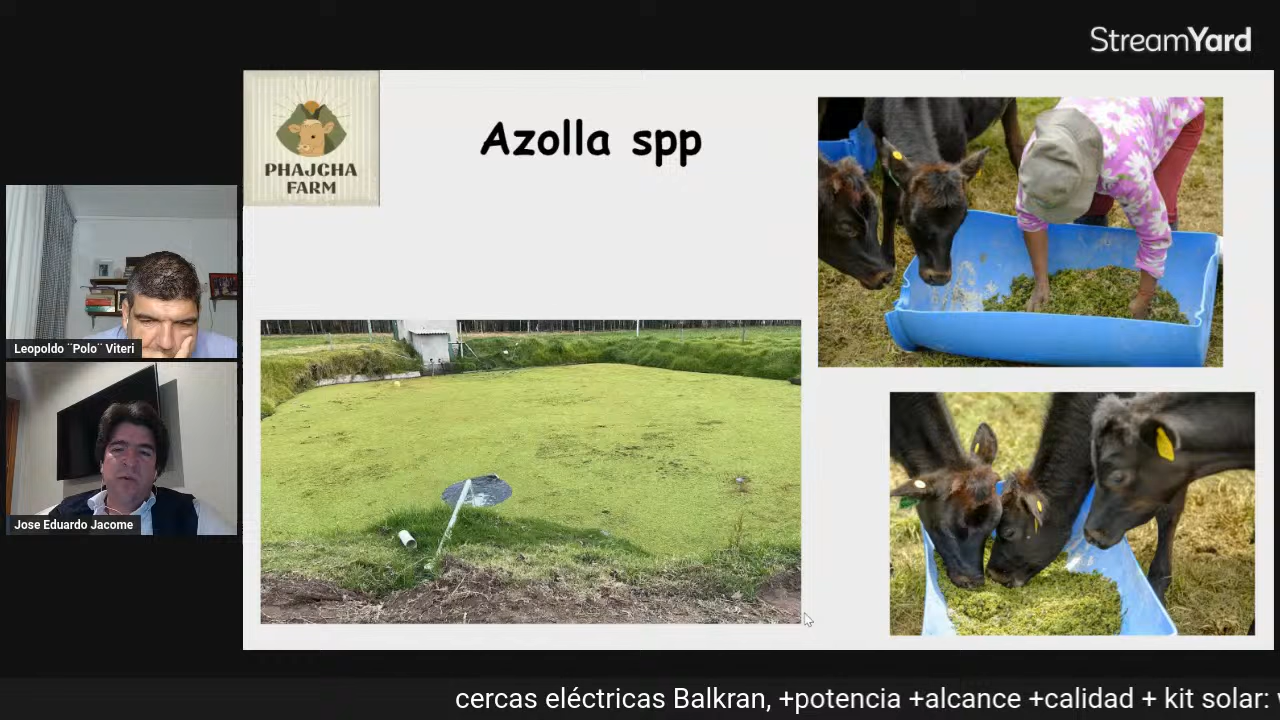 StreamYard
PHAJCHA
FARM
Azolla spp
Leopoldo ¨Polo¨ Viteri
Jose Eduardo Jacome
cercas eléctricas Balkran, +potencia +alcance +calidad + kit solar: